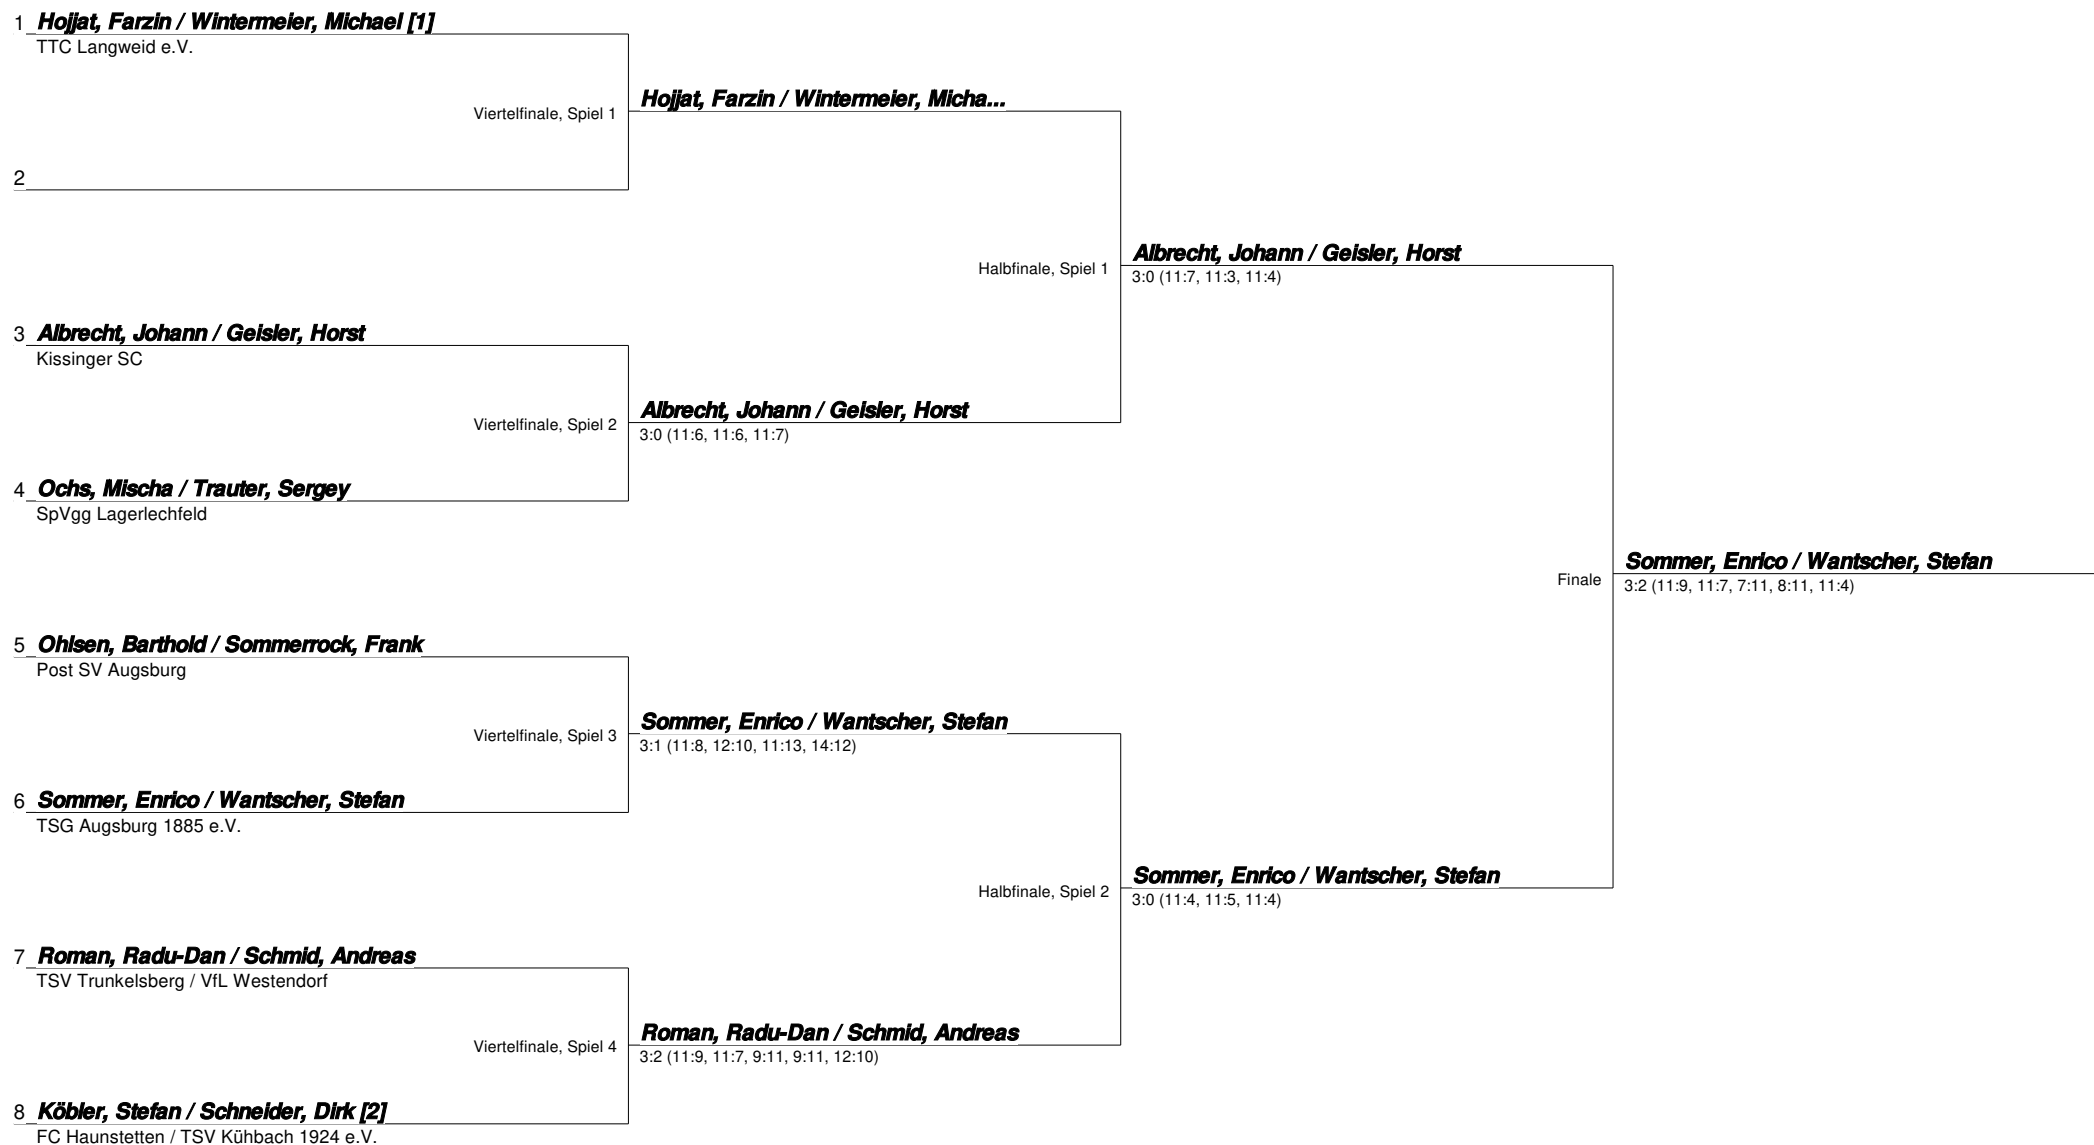 1 Hojjat, Farzin / Wintermeier, Michael [1]
TTC Langweid e.V.
Viertelfinale, Spiel 1
Hojjat, Farzin / Wintermeier, Micha...
2
Halbfinale, Spiel 1
Albrecht, Johann / Geisler, Horst
3:0 (11:7, 11:3, 11:4)
3 Albrecht, Johann / Geisler, Horst
Kissinger SC
Viertelfinale, Spiel 2
Albrecht, Johann / Geisler, Horst
3:0 (11:6, 11:6, 11:7)
4 Ochs, Mischa / Trauter, Sergey
SpVgg Lagerlechfeld
Finale
Sommer, Enrico / Wantscher, Stefan
3:2 (11:9, 11:7, 7:11, 8:11, 11:4)
5 Ohlsen, Barthold / Sommerrock, Frank
Post SV Augsburg
Viertelfinale, Spiel 3
Sommer, Enrico / Wantscher, Stefan
3:1 (11:8, 12:10, 11:13, 14:12)
6 Sommer, Enrico / Wantscher, Stefan
TSG Augsburg 1885 e.V.
Halbfinale, Spiel 2
Sommer, Enrico / Wantscher, Stefan
3:0 (11:4, 11:5, 11:4)
7 Roman, Radu-Dan / Schmid, Andreas
TSV Trunkelsberg / VfL Westendorf
Viertelfinale, Spiel 4
Roman, Radu-Dan / Schmid, Andreas
3:2 (11:9, 11:7, 9:11, 9:11, 12:10)
8 Köbler, Stefan / Schneider, Dirk [2]
FC Haunstetten / TSV Kühbach 1924 e.V.